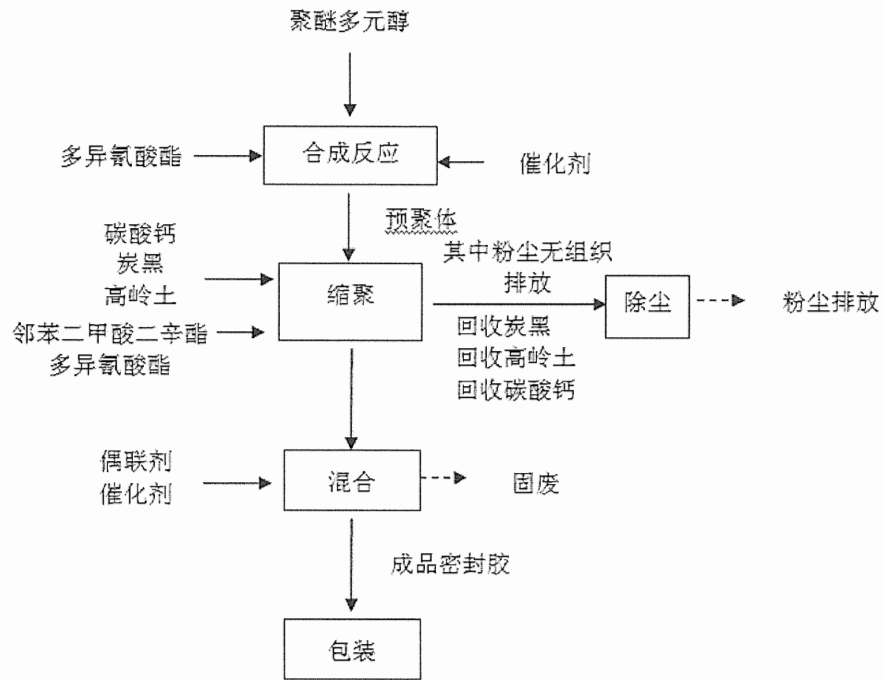 聚醚多元醇
多异氰酸酯
合成反应
催化剂
预聚体
碳酸钙
炭黑
高岭土
邻苯二甲酸二辛酯
多异氰酸酯
缩聚
其中粉尘无组织
排放
回收炭黑
回收高岭土
回收碳酸钙
除尘
粉尘排放
偶联剂
催化剂
混合
固废
成品密封胶
包装